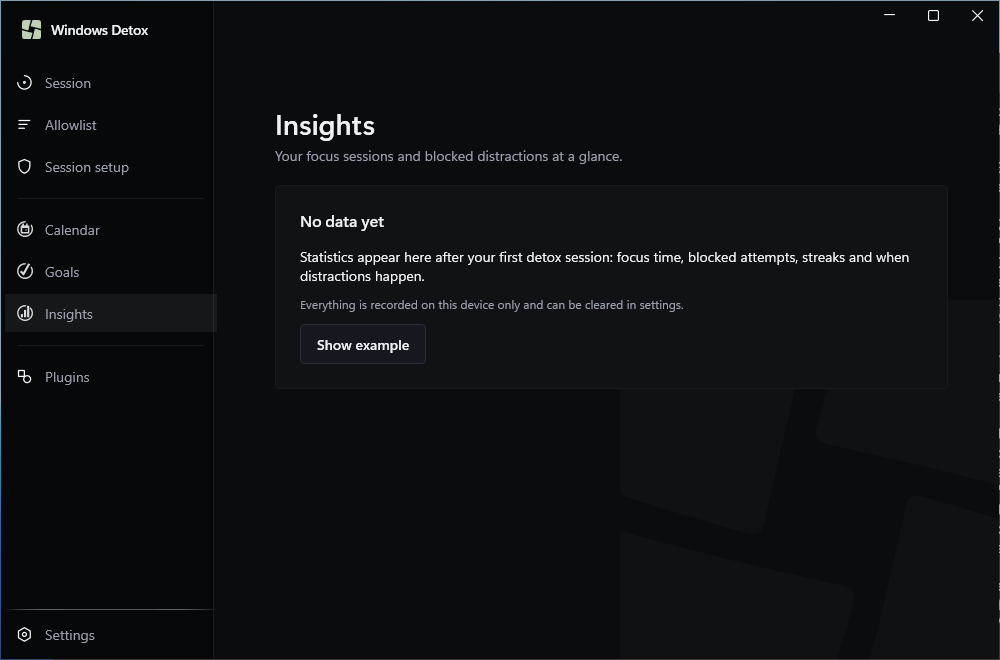 Windows Detox
Session
Allowlist
Session setup
Calendar
Goals
Insights
Plugins
Settings
Insights
Your focus sessions and blocked distractions at a glance.
No data yet
Statistics appear here after your first detox session: focus time, blocked attempts, streaks and when
distractions happen.
Everything is recorded on this device only and can be cleared in settings.
Show example